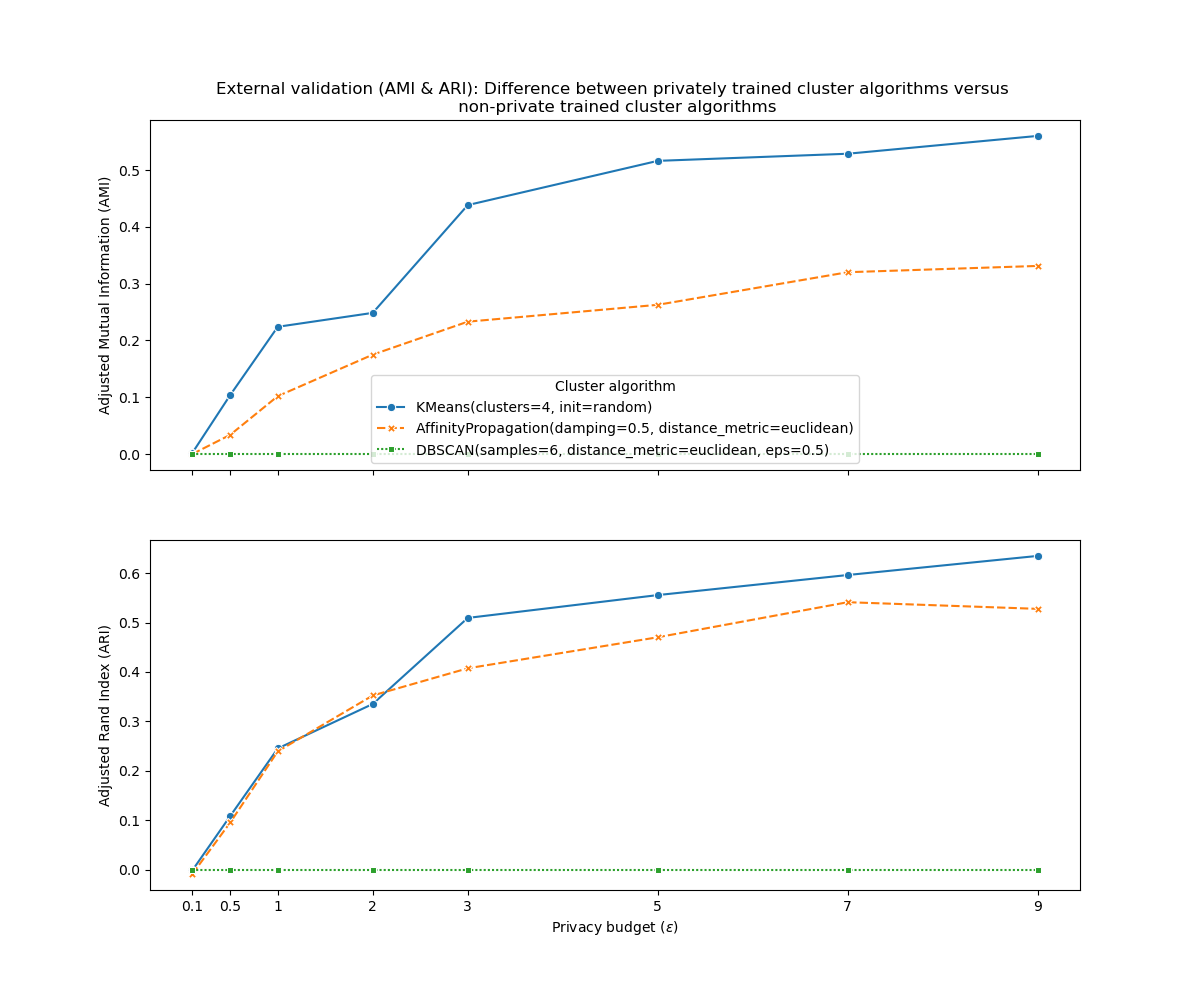 External validation (AMI & ARI): Difference between privately trained cluster algorithms versus
non-private trained cluster algorithms
Adjusted Mutual Information (AMI)
0.5
0.4
0.3
0.2
0.1
0.0
Cluster algorithm
KMeans(clusters=4, init=random)
AffinityPropagation(damping=0.5, distance_metric=euclidean)
DBSCAN(samples=6, distance_metric=euclidean, eps=0.5)
Adjusted Rand Index (ARI)
0.6
0.5
0.4
0.3
0.2
0.1
0.0
0.1 0.5 1 2 3 5 7 9
Privacy budget (ε)